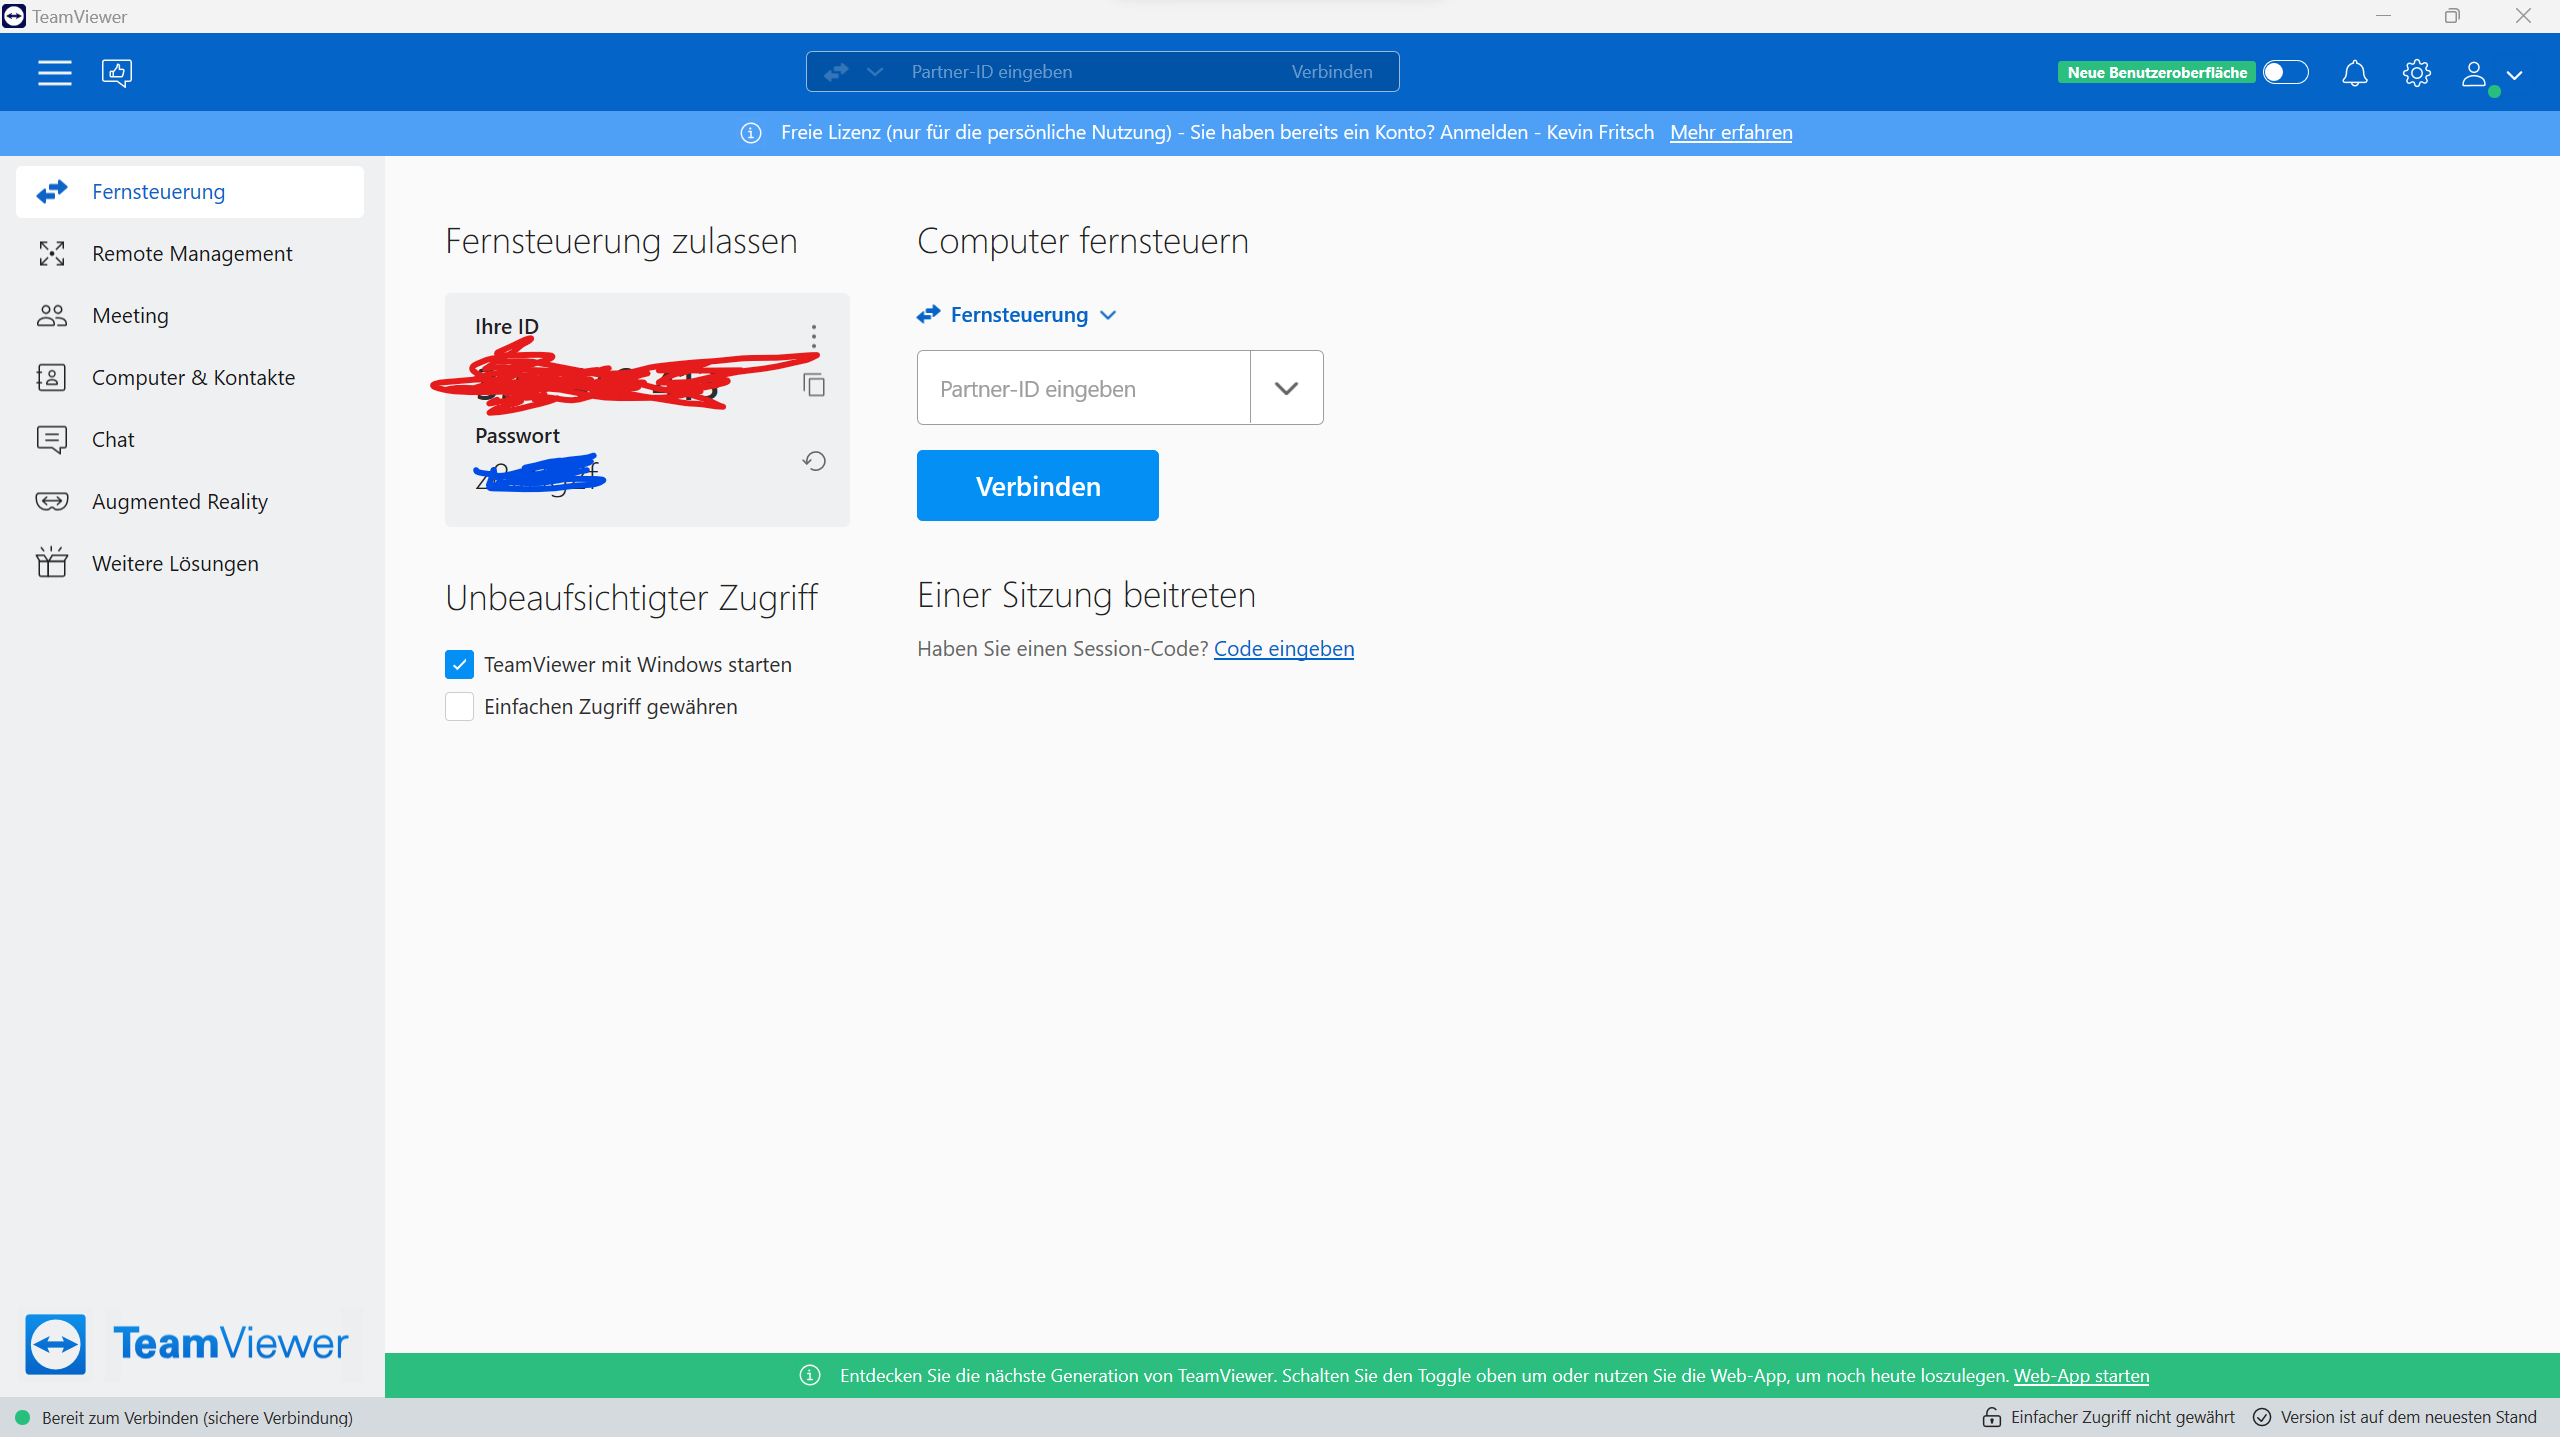 TeamViewer
Partner-ID eingeben
Verbinden
Neue Benutzeroberfläche
Freie Lizenz (nur für die persönliche Nutzung) - Sie haben bereits ein Konto? Anmelden - Kevin Fritsch Mehr erfahren
Fernsteuerung
Remote Management
Meeting
Computer & Kontakte
Chat
Augmented Reality
Weitere Lösungen
Fernsteuerung zulassen
Ihre ID
Passwort
Unbeaufsichtigter Zugriff
TeamViewer mit Windows starten
Einfachen Zugriff gewähren
Computer fernsteuern
Fernsteuerung
Partner-ID eingeben
Verbinden
Einer Sitzung beitreten
Haben Sie einen Session-Code? Code eingeben
TeamViewer
Entdecken Sie die nächste Generation von TeamViewer. Schalten Sie den Toggle oben um oder nutzen Sie die Web-App, um noch heute loszulegen. Web-App starten
Bereit zum Verbinden (sichere Verbindung)
Einfacher Zugriff nicht gewährt
Version ist auf dem neuesten Stand